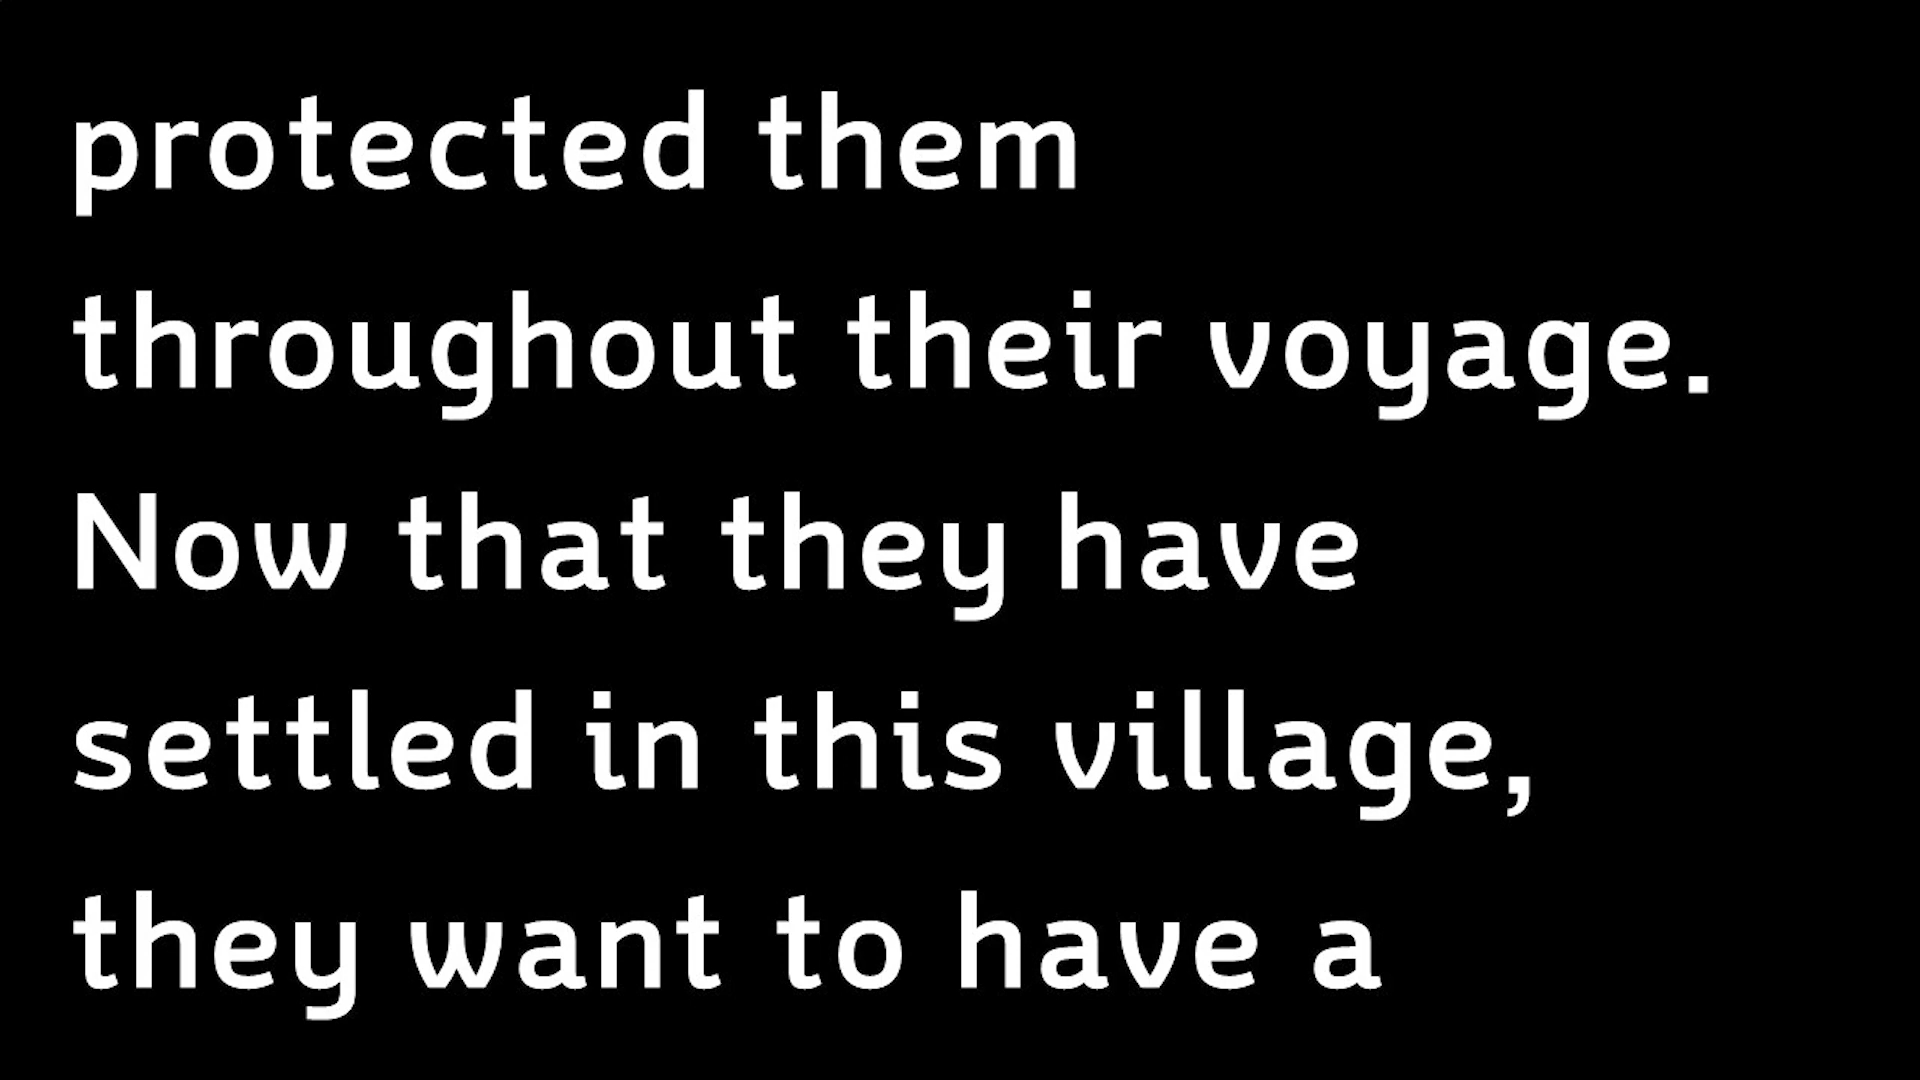 protected them
throughout their voyage.
Now that they have
settled in this village,
they want to have a